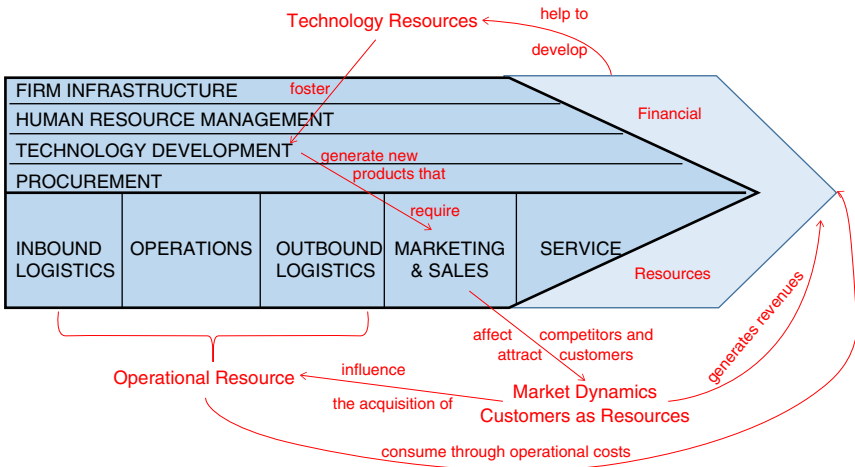 Technology Resources
help to
develop
FIRM INFRASTRUCTURE
foster
HUMAN RESOURCE MANAGEMENT
Financial
TECHNOLOGY DEVELOPMENT
generate new
products that
PROCUREMENT
require
INBOUND
LOGISTICS
OPERATIONS
OUTBOUND
LOGISTICS
MARKETING
& SALES
SERVICE
Resources
generates revenues
affect
attract
competitors and
customers
influence
the acquisition of
Operational Resource
Market Dynamics
Customers as Resources
consume through operational costs